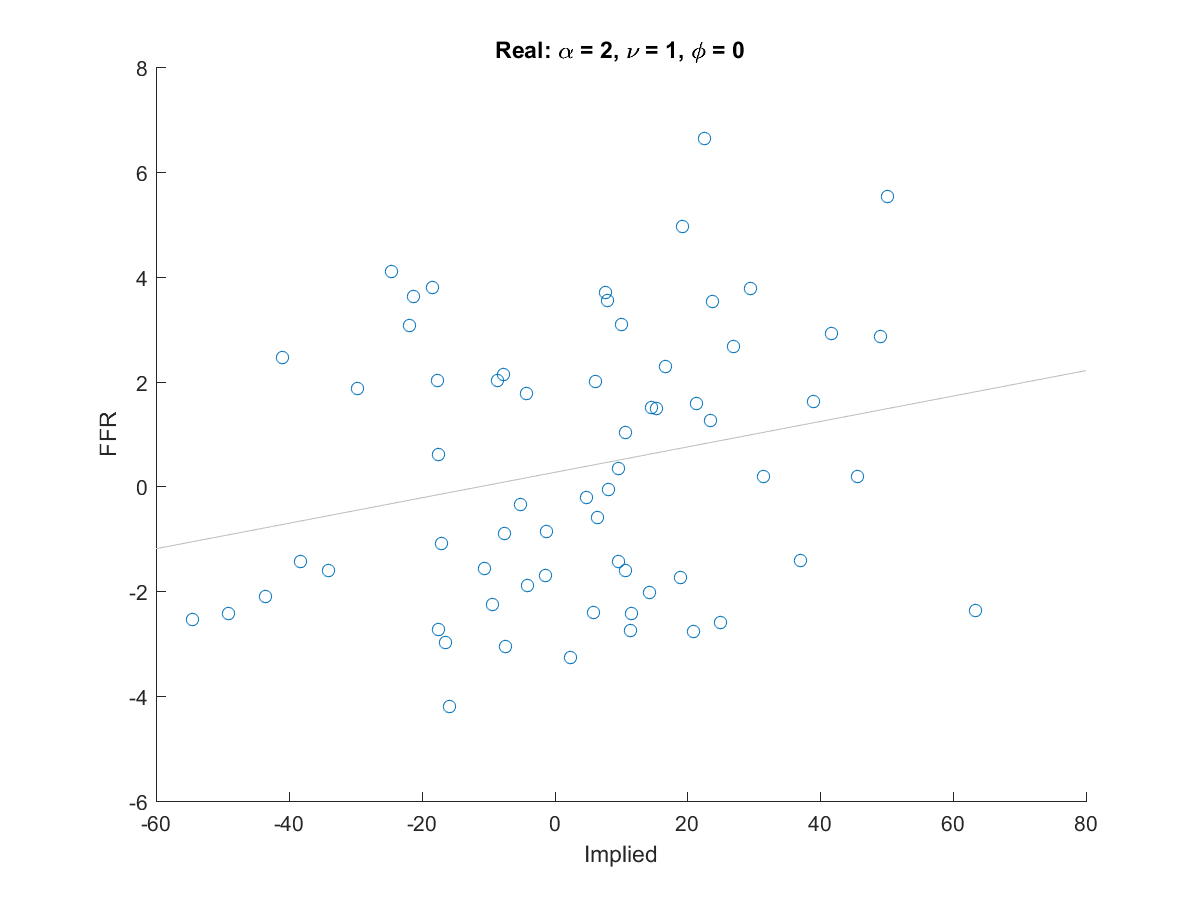 Real: α = 2, ν = 1, ϕ = 0
8
6
4
2
0
-2
-4
-6
FFR
-60 -40 -20 0 20 40 60 80
Implied